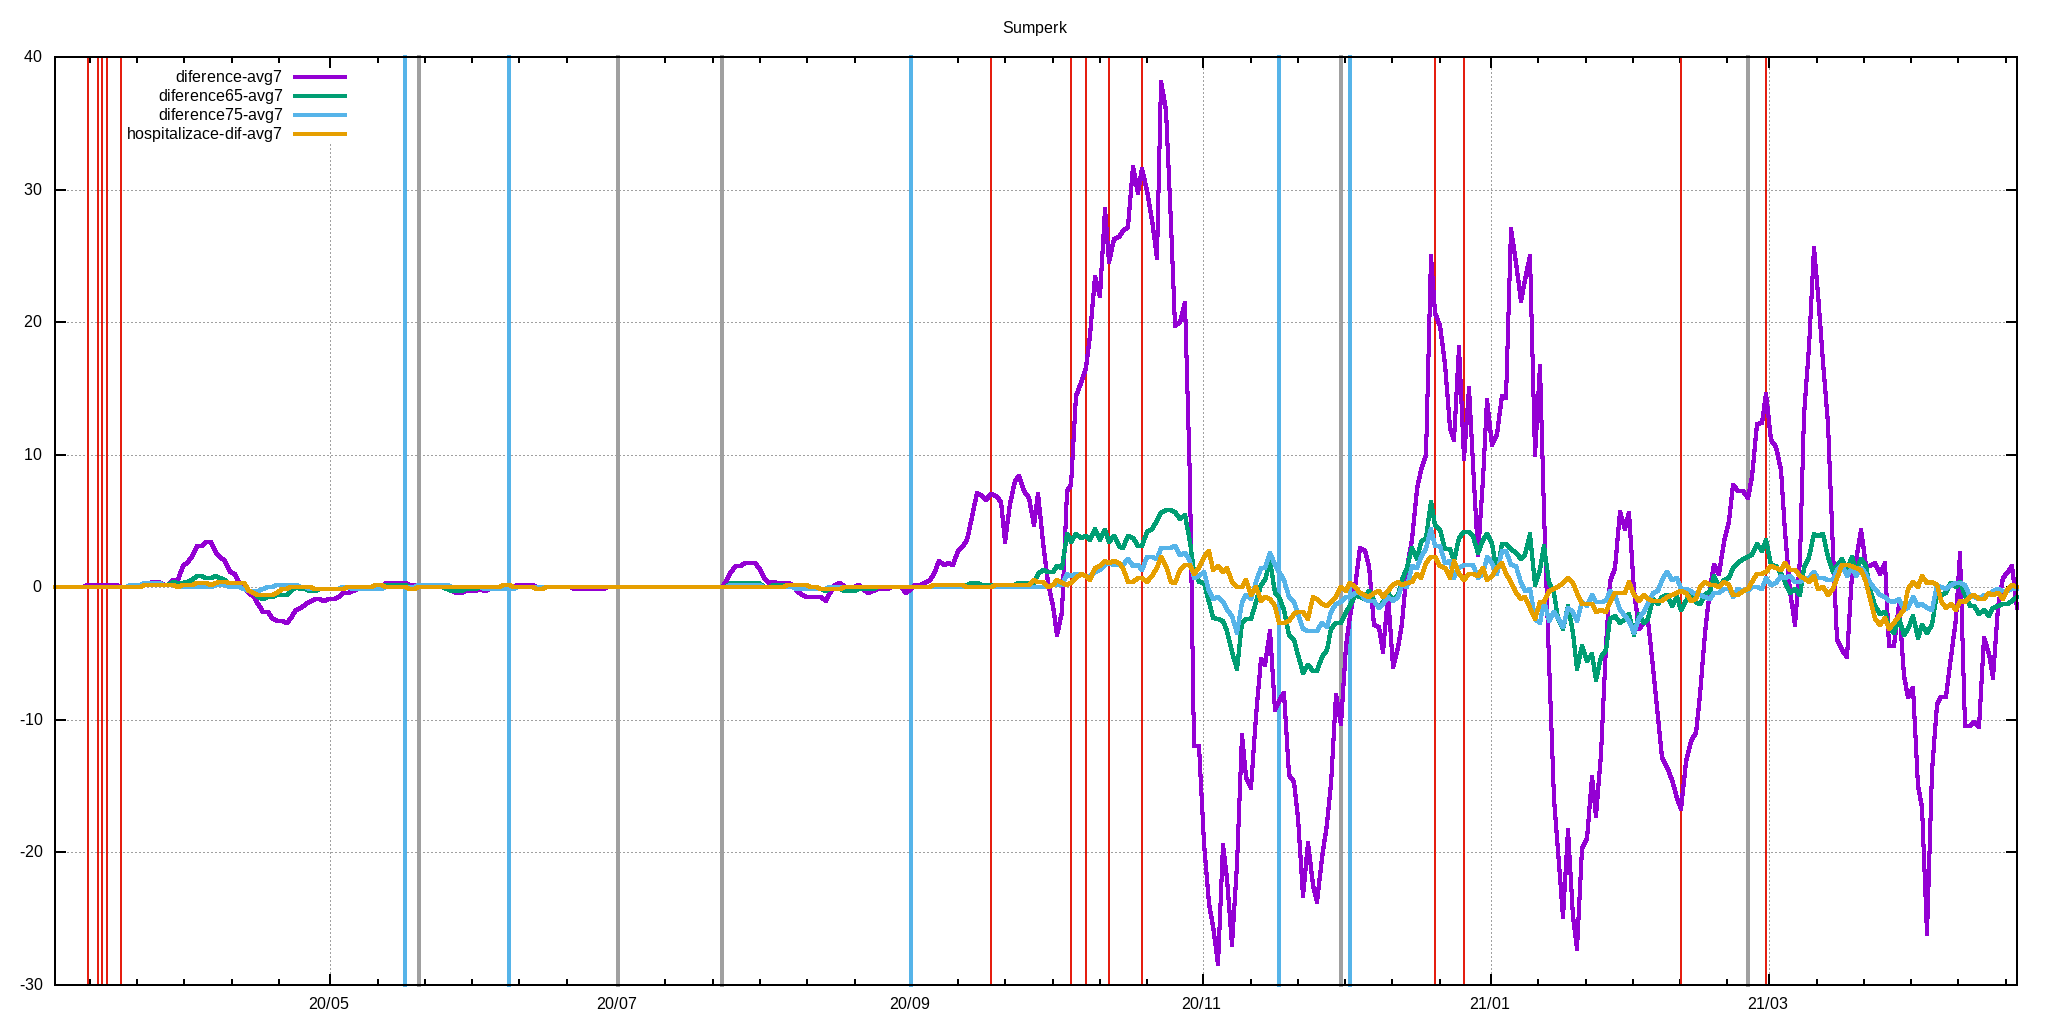 Sumperk
40
30
20
10
0
-10
-20
-30
diference-avg7
diference65-avg7
diference75-avg7
hospitalizace-dif-avg7
20/05
20/07
20/09
20/11
21/01
21/03